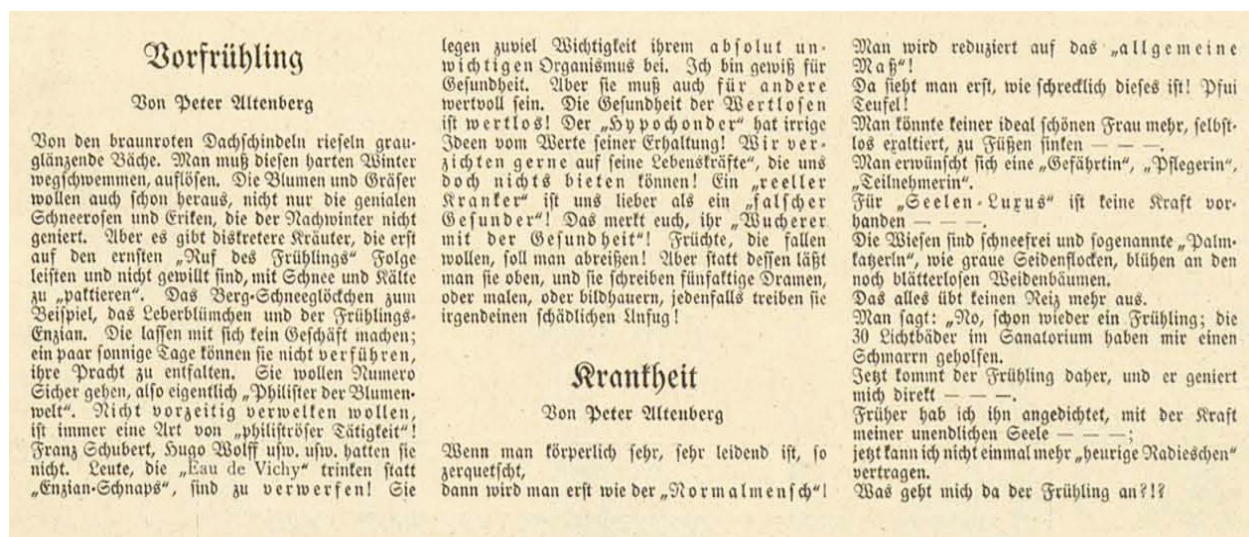 Vorfrühling
Von Peter Altenberg
Von den braunroten Dachschindeln rieseln grau-
glänzende Bäche. Man muß diesen harten Winter
wegschwemmen, auflösen. Die Blumen und Gräser
wollen auch schon heraus, nicht nur die genialen
Schneerosen und Eriken, die der Nachwinter nicht
geniert. Aber es gibt diskretere Kräuter, die erst
auf den ernsten „Ruf des Frühlings“ Folge
leisten und nicht gewillt sind, mit Schnee und Kälte
zu „paktieren“. Das Berg-Schneeglöckchen zum
Beispiel, das Leberblümchen und der Frühlings-
Enzian. Die lassen mit sich kein Geschäft machen;
ein paar sonnige Tage können sie nicht verführen,
ihre Pracht zu entfalten. Sie wollen Numero
Sicher gehen, also eigentlich „Philister der Blumen-
welt“. Nicht vorzeitig verwelken wollen,
ist immer eine Art von „philiströser Tätigkeit“!
Franz Schubert, Hugo Wolff usw. usw. hatten sie
nicht. Leute, die „Eau de Vichy“ trinken statt
„Enzian-Schnaps“, sind zu verwerfen! Sie
legen zuviel Wichtigkeit ihrem absolut un-
wichtigen Organismus bei. Ich bin gewiß für
Gesundheit. Aber sie muß auch für andere
wertvoll sein. Die Gesundheit der Wertlosen
ist wertlos! Der „Hypochonder“ hat irrige
Ideen vom Werte seiner Erhaltung! Wir ver-
zichten gerne auf seine Lebenskräfte“, die uns
doch nichts bieten können! Ein „reeller
Kranker“ ist uns lieber als ein „falscher
Gesunder“! Das merkt euch, ihr „Wucherer
mit der Gesundheit“! Früchte, die fallen
wollen, soll man abreißen! Aber statt dessen läßt
man sie oben, und sie schreiben fünfaktige Dramen,
oder malen, oder bildhauern, jedenfalls treiben sie
irgendeinen schädlichen Unfug!
Krankheit
Von Peter Altenberg
Wenn man körperlich sehr, sehr leidend ist, so
zerquetscht,
dann wird man erst wie der „Normalmensch“!
Man wird reduziert auf das „allgemeine
Maß“!
Da sieht man erst, wie schrecklich dieses ist! Pfui
Teufel!
Man könnte keiner ideal schönen Frau mehr, selbst-
los exaltiert, zu Füßen sinken — — —.
Man erwünscht sich eine „Gefährtin“, „Pflegerin“,
„Teilnehmerin“.
Für „Seelen-Luxus“ ist keine Kraft vor-
handen — — —.
Die Wiesen sind schneefrei und sogenannte „Palm-
katzerln“, wie graue Seidenflocken, blühen an den
noch blätterlosen Weidenbäumen.
Das alles übt keinen Reiz mehr aus.
Man sagt: „No, schon wieder ein Frühling; die
30 Lichtbäder im Sanatorium haben mir einen
Schmarrn geholfen.
Jetzt kommt der Frühling daher, und er geniert
mich direkt — — —.
Früher hab ich ihn angedichtet, mit der Kraft
meiner unendlichen Seele — — —;
jetzt kann ich nicht einmal mehr „heurige Radieschen“
vertragen.
Was geht mich da der Frühling an?!?